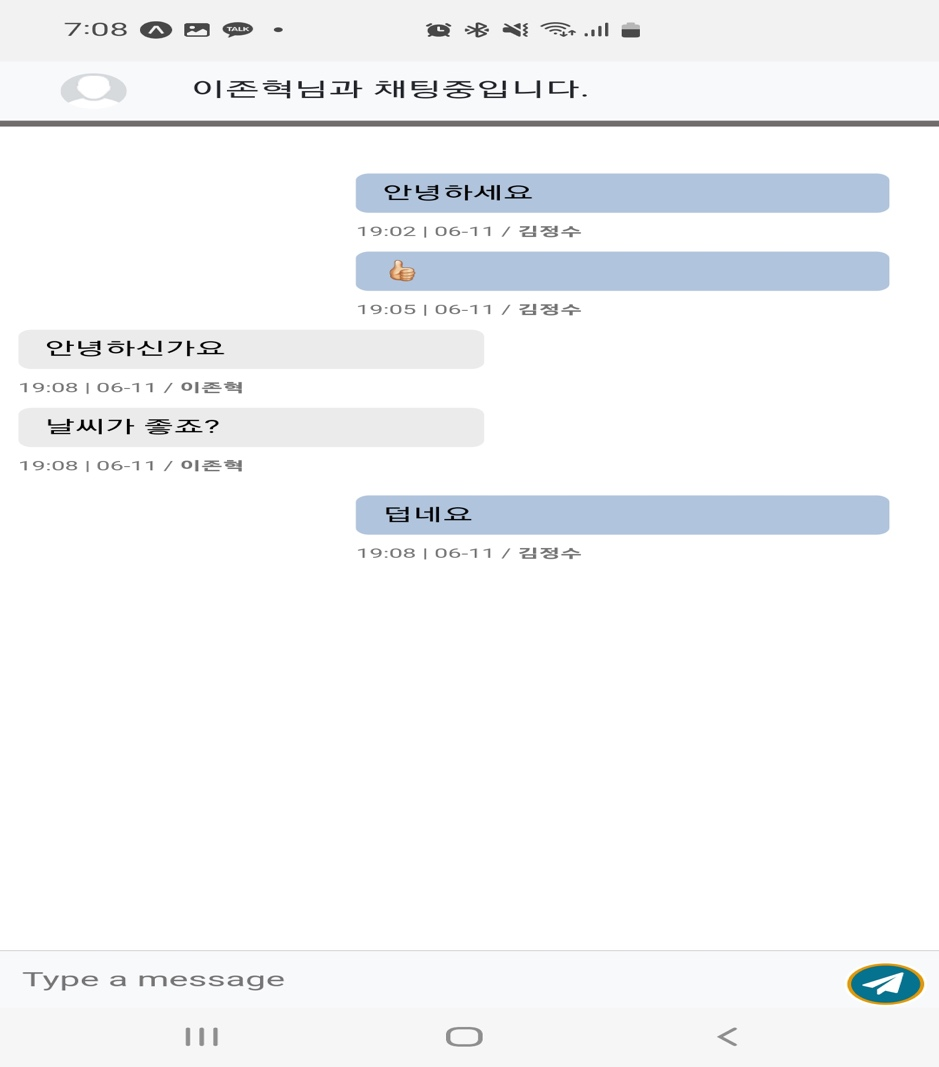 7:08 TALK
이존혁님과 채팅중입니다.
안녕하세요
19:02 | 06-11 / 김정수
👍🏻
19:05 | 06-11 / 김정수
안녕하신가요
19:08 | 06-11 / 이존혁
날씨가 좋죠?
19:08 | 06-11 / 이존혁
덥네요
19:08 | 06-11 / 김정수
Type a message